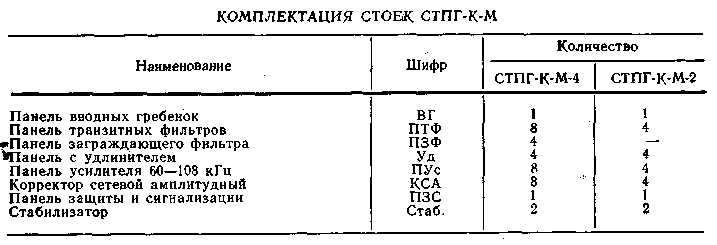 КОМПЛЕКТАЦИЯ СТОЕК СТПГ-К-М
Наименование Шифр Количество
СТПГ-К-М-4 СТПГ-К-М-2
Панель вводных гребенок ВГ 1 1
Панель транзитных фильтров ПТФ 8 4
Панель заграждающего фильтра ПЗФ 4 —
Панель с удлинителем Уд 4 4
Панель усилителя 60—108 кГц ПУс 8 4
Корректор сетевой амплитудный КСА 8 4
Панель защиты и сигнализации ПЗС 1 1
Стабилизатор Стаб. 2 2